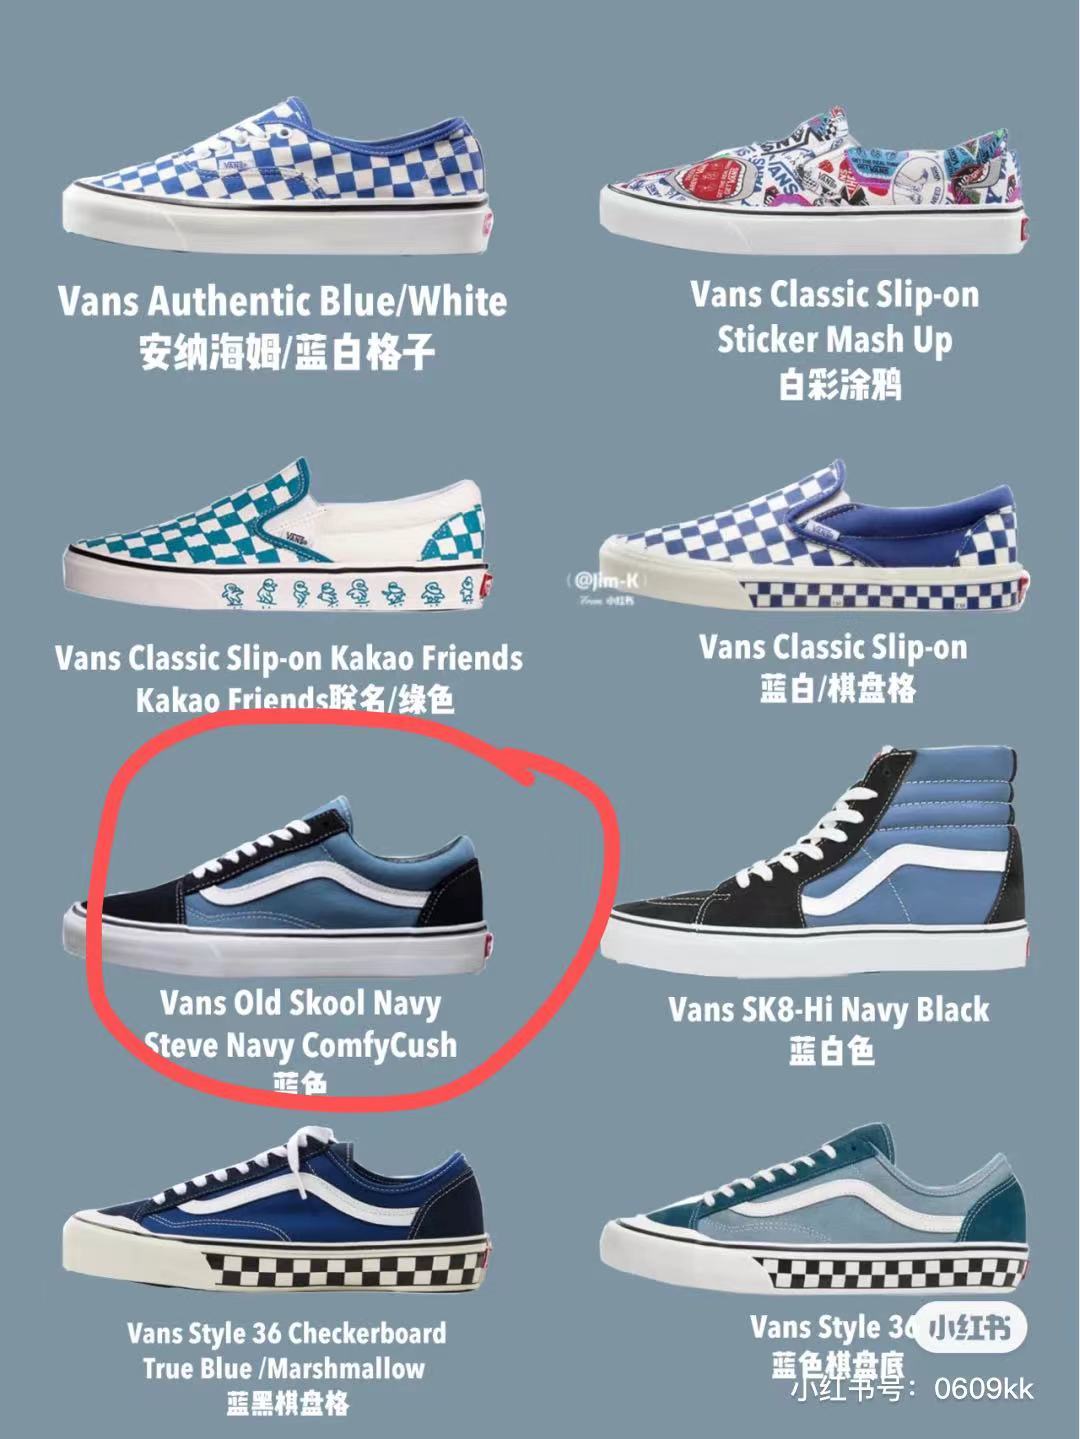 Vans Authentic Blue/White
安纳海姆/蓝白格子
Vans Classic Slip-on
Sticker Mash Up
白彩涂鸦
Vans Classic Slip-on Kakao Friends
Kakao Friends联名/绿色
(@Jim-K)
From 小红书
Vans Classic Slip-on
蓝白/棋盘格
Vans Old Skool Navy
Steve Navy ComfyCush
蓝色
Vans SK8-Hi Navy Black
蓝白色
Vans Style 36 Checkerboard
True Blue /Marshmallow
蓝黑棋盘格
Vans Style 36
蓝色棋盘底
小红书
小红书号：0609kk